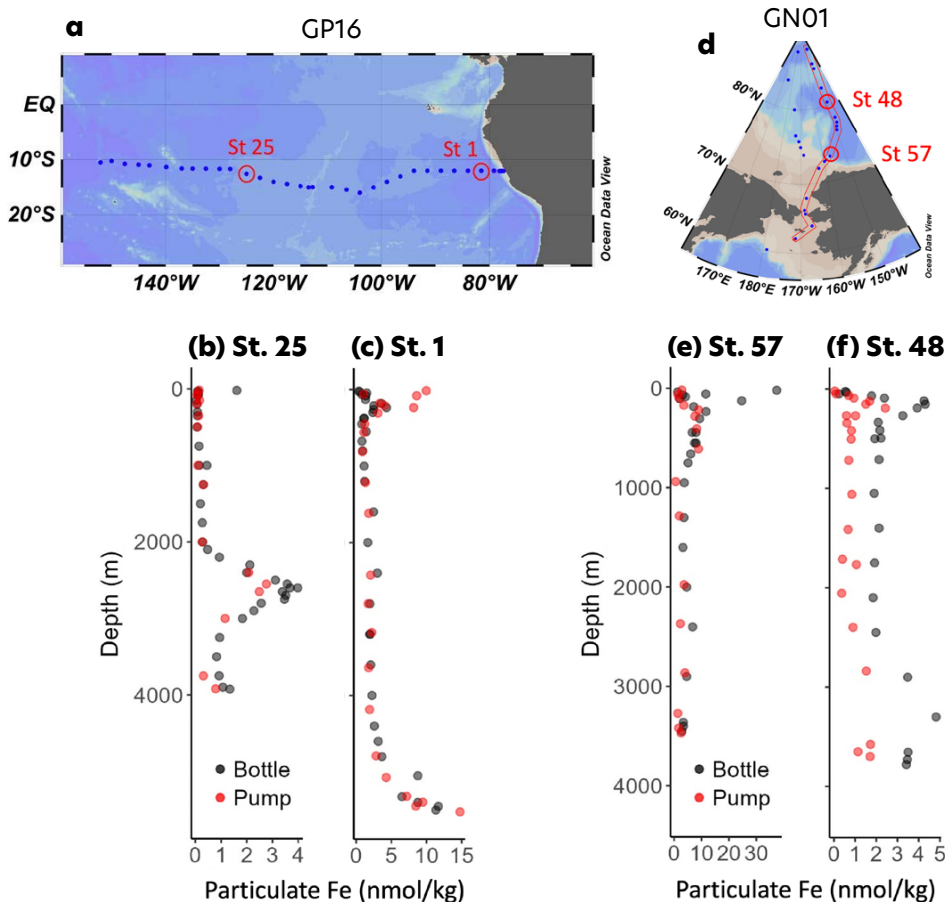 a
GP16
GN01
d
EQ
10°S
20°S
St 25
St 1
140°W
120°W
100°W
80°W
Ocean Data View
80°N
70°N
60°N
St 48
St 57
170°E
180°E
170°W
160°W
150°W
Ocean Data View
(b) St. 25
(c) St. 1
(e) St. 57
(f) St. 48
Depth (m)
0
2000
4000
Bottle
Pump
0 1 2 3 4
0 5 10 15
Particulate Fe (nmol/kg)
Depth (m)
0
1000
2000
3000
4000
Bottle
Pump
0 10 20 30
0 1 2 3 4 5
Particulate Fe (nmol/kg)